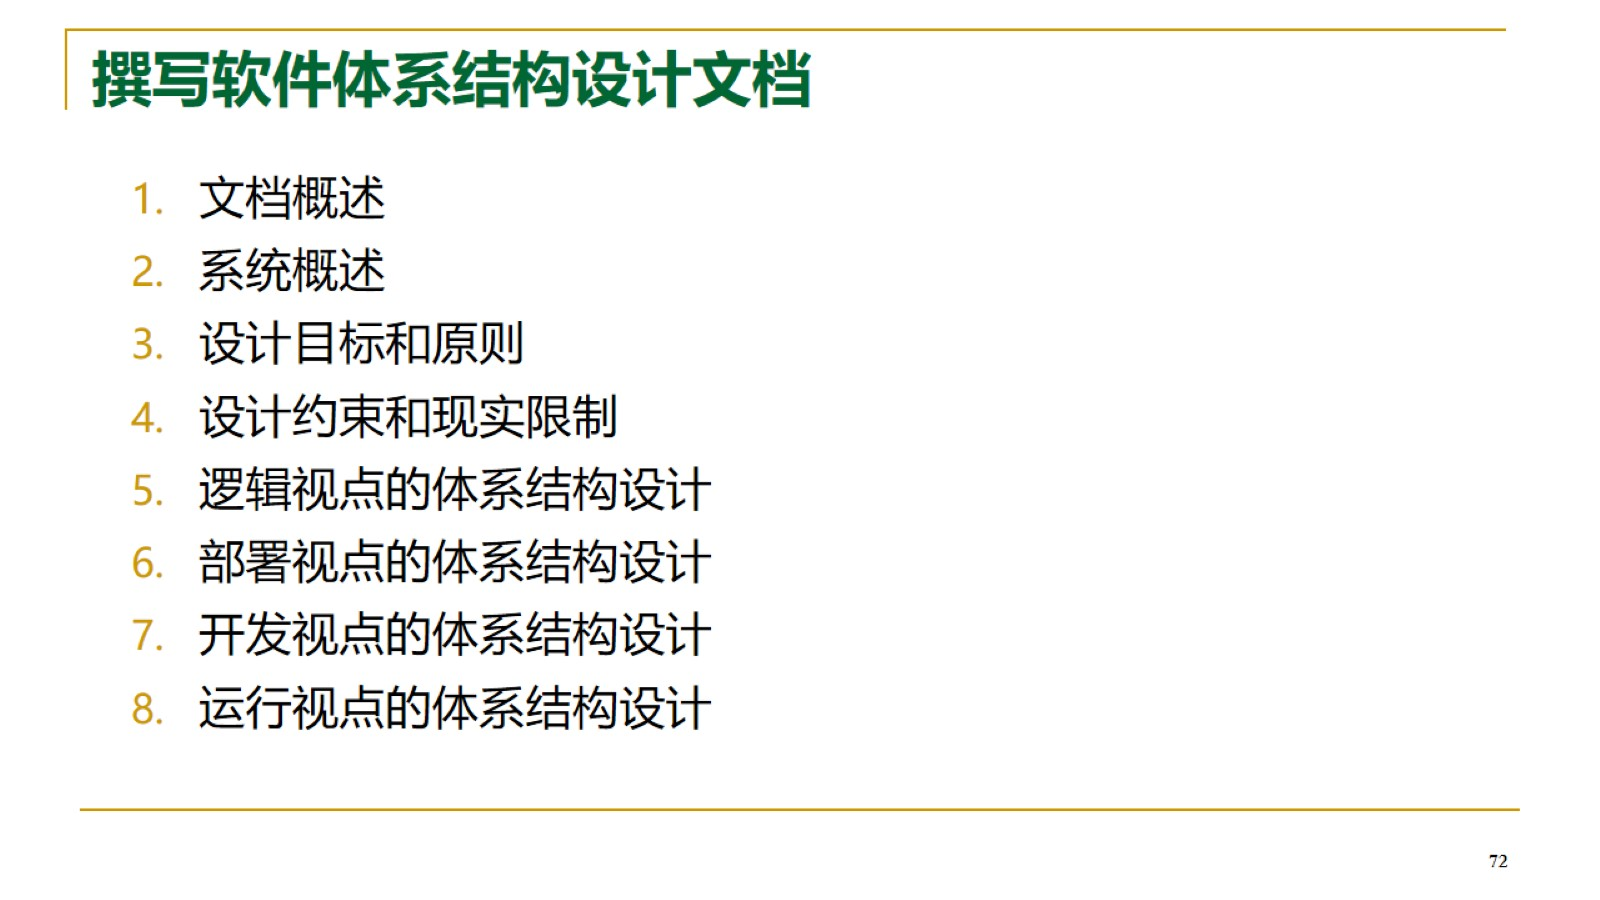 撰写软件体系结构设计文档
1. 文档概述
2. 系统概述
3. 设计目标和原则
4. 设计约束和现实限制
5. 逻辑视点的体系结构设计
6. 部署视点的体系结构设计
7. 开发视点的体系结构设计
8. 运行视点的体系结构设计
72